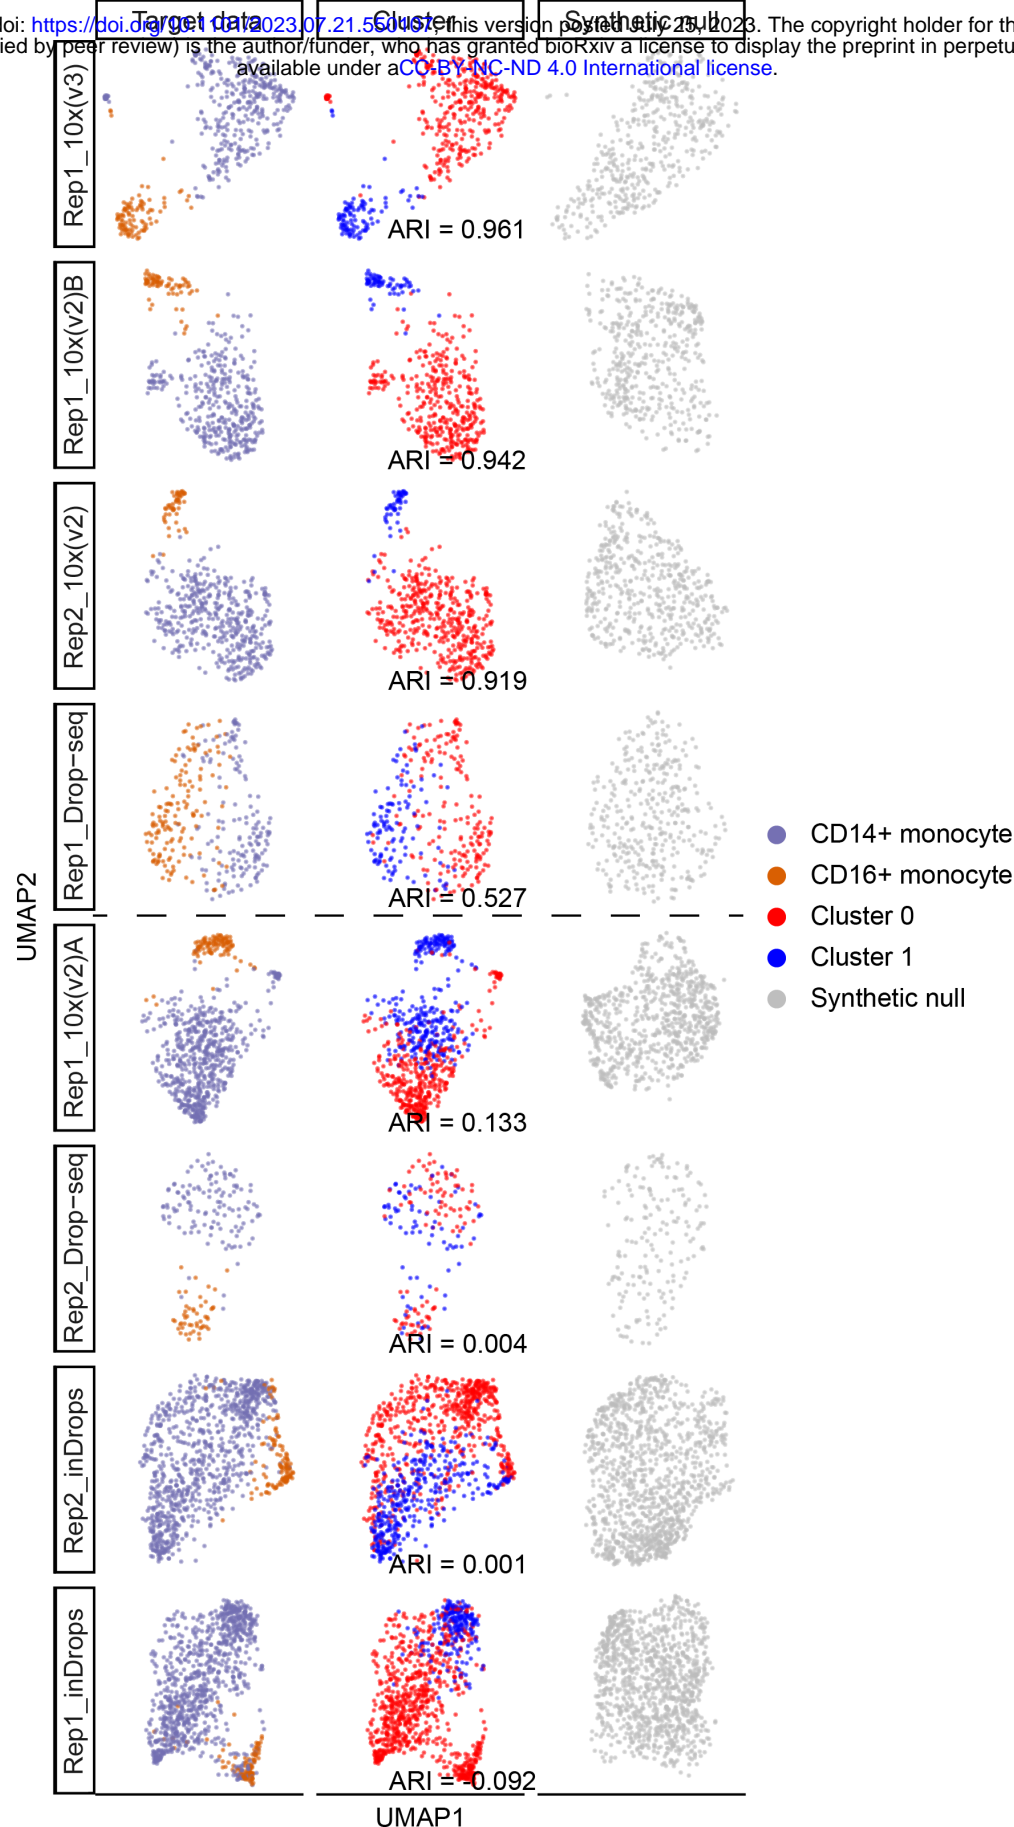 Target data
Cluster
Synthetic null
loi: https://doi.org/10.1101/2023.07.21.550107; this version posted July 25, 2023. The copyright holder for th
ied by peer review) is the author/funder, who has granted bioRxiv a license to display the preprint in perpetu
available under aCC-BY-NC-ND 4.0 International license.
Rep1_10x(v3)
ARI = 0.961
Rep1_10x(v2)B
ARI = 0.942
Rep2_10x(v2)
ARI = 0.919
Rep1_Drop−seq
ARI = 0.527
UMAP2
CD14+ monocyte
CD16+ monocyte
Cluster 0
Cluster 1
Synthetic null
Rep1_10x(v2)A
ARI = 0.133
Rep2_Drop−seq
ARI = 0.004
Rep2_inDrops
ARI = 0.001
Rep1_inDrops
ARI = -0.092
UMAP1